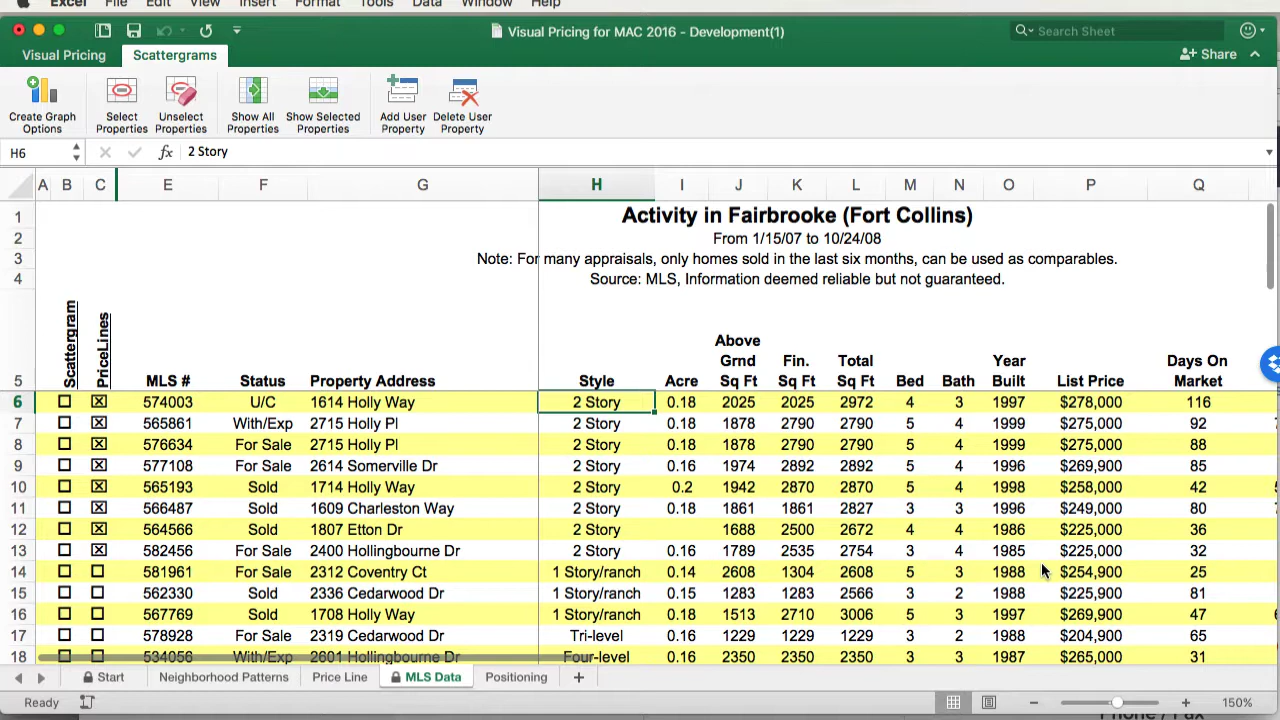 Excel File Edit View Insert Format Tools Data Window Help
Visual Pricing for MAC 2016 - Development(1)
Search Sheet
Visual Pricing Scattergrams
Share
Create Graph Options
Select Properties
Unselect Properties
Show All Properties
Show Selected Properties
Add User Property
Delete User Property
H6 fx 2 Story
A B C E F G H I J K L M N O P Q
1 Activity in Fairbrooke (Fort Collins)
2 From 1/15/07 to 10/24/08
3 Note: For many appraisals, only homes sold in the last six months, can be used as comparables.
4 Source: MLS, Information deemed reliable but not guaranteed.
5 Scattergram PriceLines MLS # Status Property Address Style Acre Above Grnd Sq Ft Fin. Sq Ft Total Sq Ft Bed Bath Year Built List Price Days On Market
6 574003 U/C 1614 Holly Way 2 Story 0.18 2025 2025 2972 4 3 1997 $278,000 116
7 565861 With/Exp 2715 Holly Pl 2 Story 0.18 1878 2790 2790 5 4 1999 $275,000 92
8 576634 For Sale 2715 Holly Pl 2 Story 0.18 1878 2790 2790 5 4 1999 $275,000 88
9 577108 For Sale 2614 Somerville Dr 2 Story 0.16 1974 2892 2892 5 4 1996 $269,900 85
10 565193 Sold 1714 Holly Way 2 Story 0.2 1942 2870 2870 5 4 1998 $258,000 42
11 566487 Sold 1609 Charleston Way 2 Story 0.18 1861 1861 2827 3 3 1996 $249,000 80
12 564566 Sold 1807 Etton Dr 2 Story 1688 2500 2672 4 4 1986 $225,000 36
13 582456 For Sale 2400 Hollingbourne Dr 2 Story 0.16 1789 2535 2754 3 4 1985 $225,000 32
14 581961 For Sale 2312 Coventry Ct 1 Story/ranch 0.14 2608 1304 2608 5 3 1988 $254,900 25
15 562330 Sold 2336 Cedarwood Dr 1 Story/ranch 0.15 1283 1283 2566 3 2 1988 $225,900 81
16 567769 Sold 1708 Holly Way 1 Story/ranch 0.18 1513 2710 3006 5 3 1997 $269,900 47
17 578928 For Sale 2319 Cedarwood Dr Tri-level 0.16 1229 1229 1229 3 2 1988 $204,900 65
18 534056 With/Exp 2601 Hollingbourne Dr Four-level 0.16 2350 2350 2350 3 3 1987 $265,000 31
Start Neighborhood Patterns Price Line MLS Data Positioning
Ready 150%